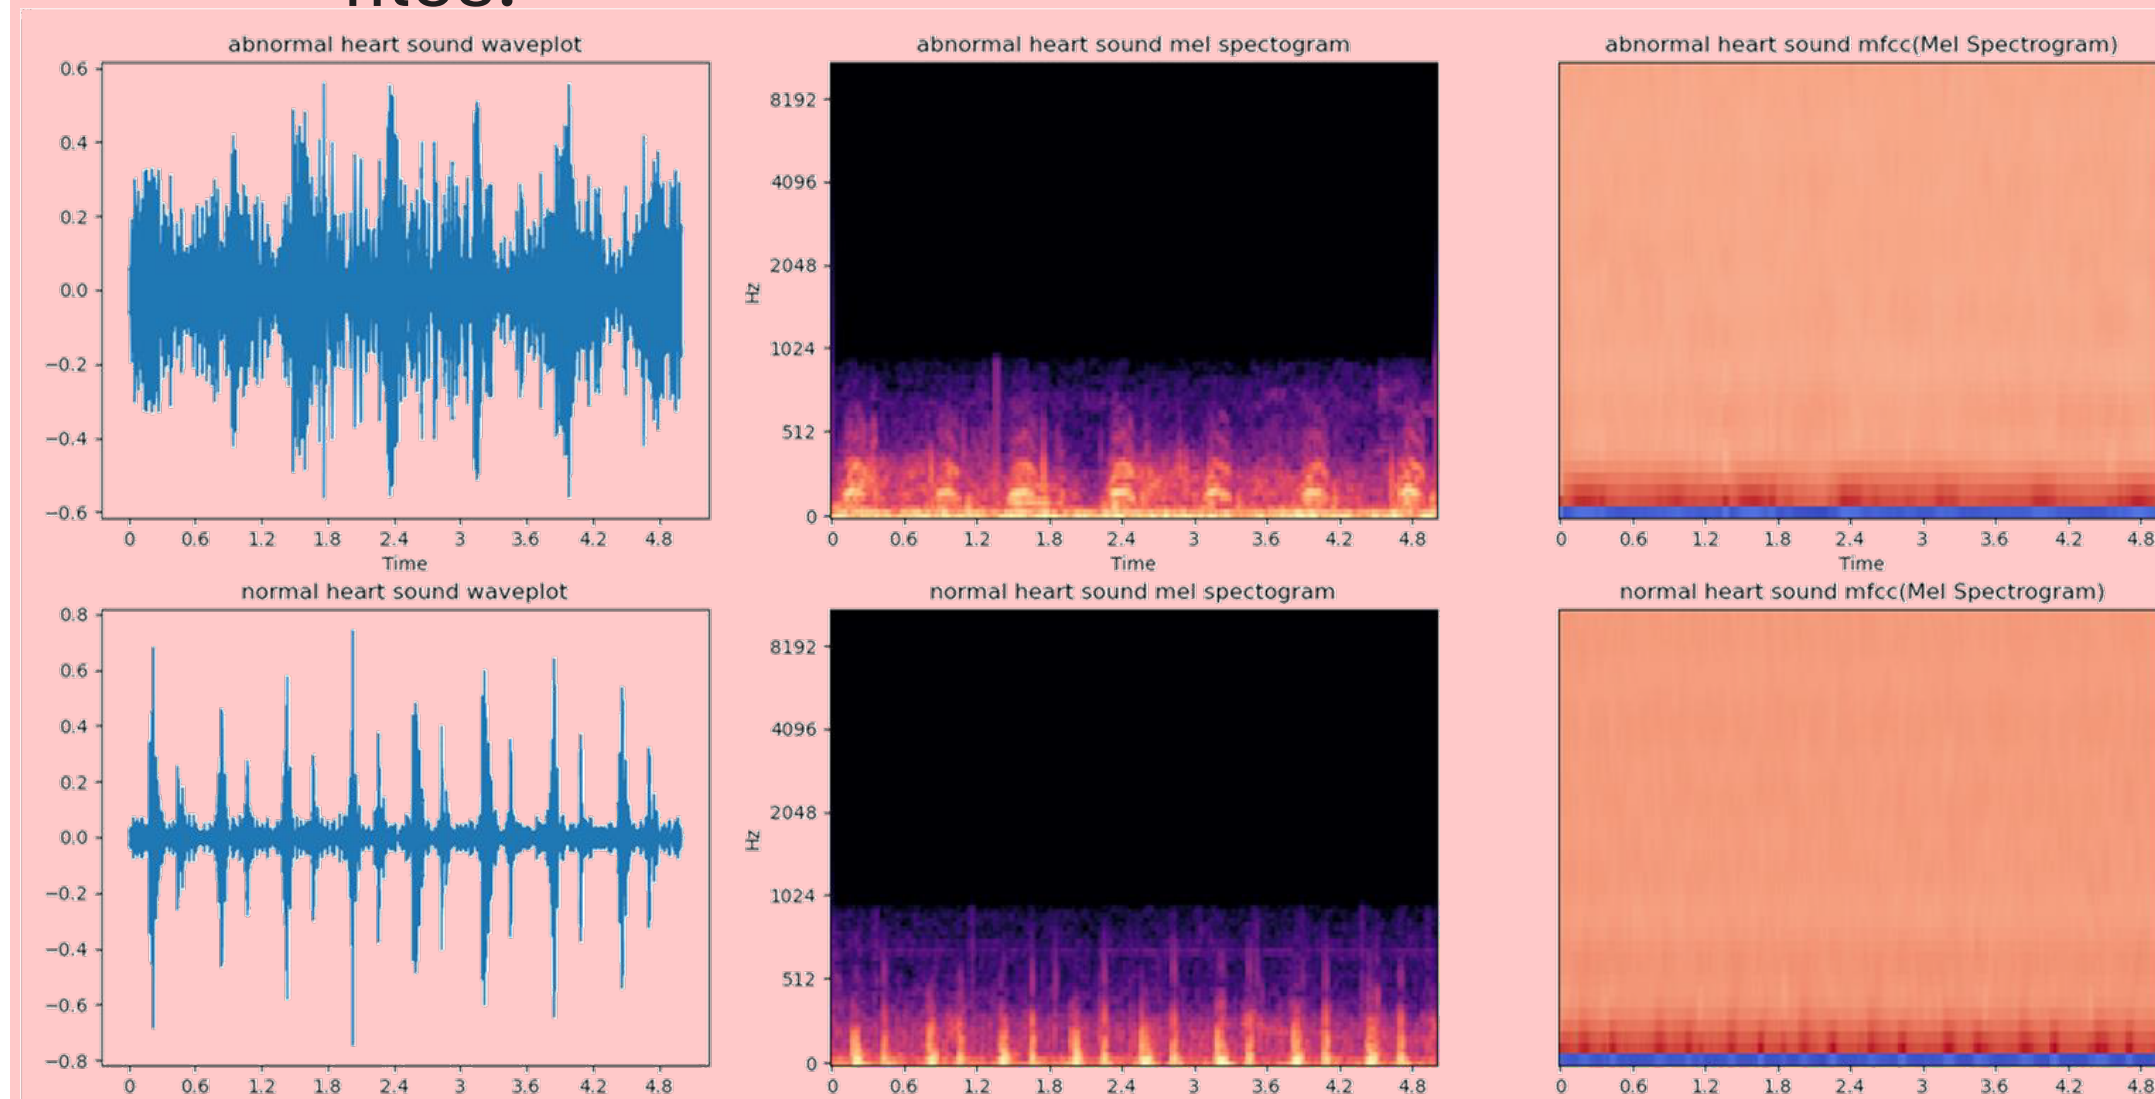 abnormal heart sound waveplot
0.6
0.4
0.2
0.0
−0.2
−0.4
−0.6
0 0.6 1.2 1.8 2.4 3 3.6 4.2 4.8
Time
abnormal heart sound mel spectogram
8192
4096
2048
1024
512
0
Hz
0 0.6 1.2 1.8 2.4 3 3.6 4.2 4.8
Time
abnormal heart sound mfcc(Mel Spectrogram)
0 0.6 1.2 1.8 2.4 3 3.6 4.2 4.8
Time
normal heart sound waveplot
0.8
0.6
0.4
0.2
0.0
−0.2
−0.4
−0.6
−0.8
0 0.6 1.2 1.8 2.4 3 3.6 4.2 4.8
normal heart sound mel spectogram
8192
4096
2048
1024
512
0
Hz
0 0.6 1.2 1.8 2.4 3 3.6 4.2 4.8
normal heart sound mfcc(Mel Spectrogram)
0 0.6 1.2 1.8 2.4 3 3.6 4.2 4.8